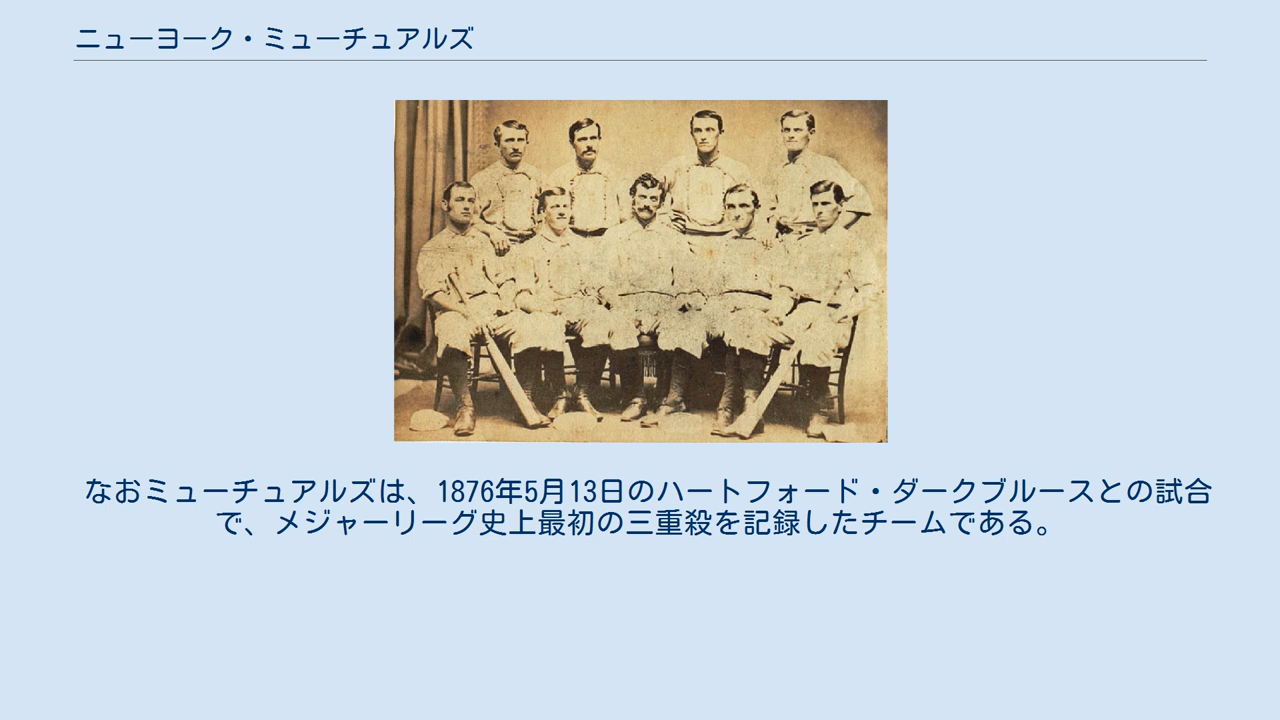 ニューヨーク・ミューチュアルズ
なおミューチュアルズは、1876年5月13日のハートフォード・ダークブルースとの試合
で、メジャーリーグ史上最初の三重殺を記録したチームである。